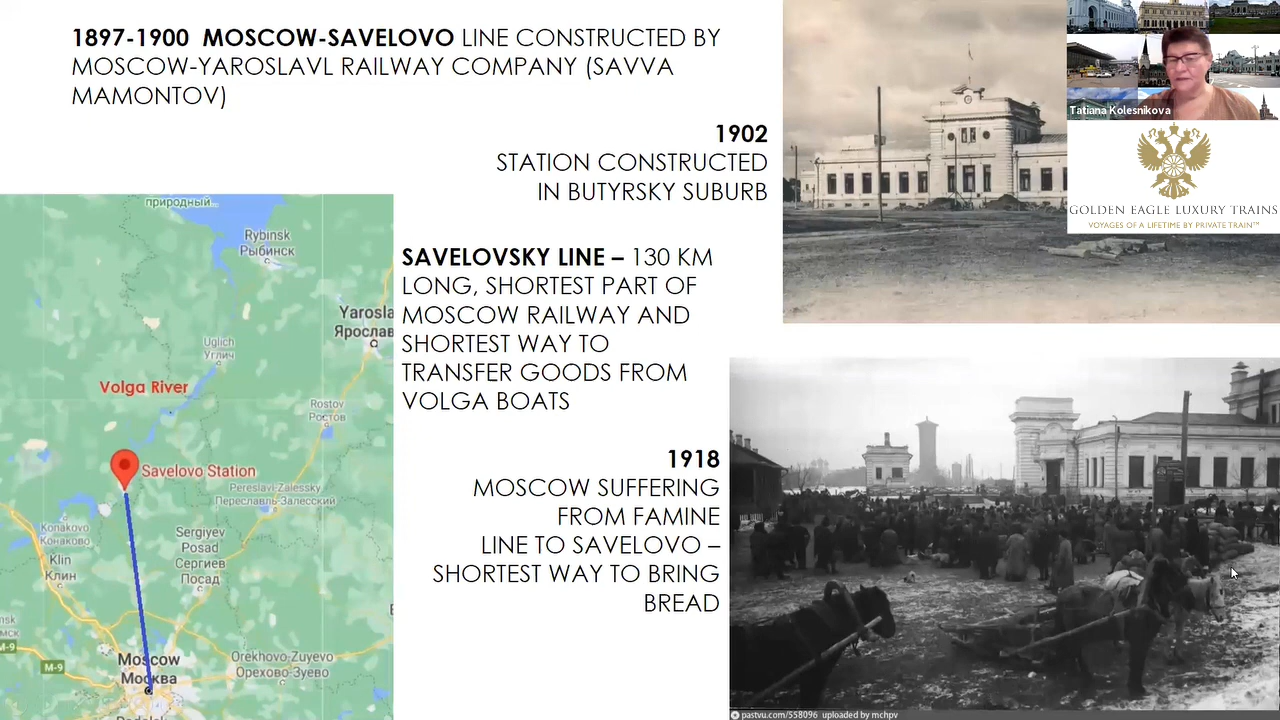 1897-1900 MOSCOW-SAVELOVO LINE CONSTRUCTED BY
MOSCOW-YAROSLAVL RAILWAY COMPANY (SAVVA
MAMONTOV)
1902
STATION CONSTRUCTED
IN BUTYRSKY SUBURB
SAVELOVSKY LINE – 130 KM
LONG, SHORTEST PART OF
MOSCOW RAILWAY AND
SHORTEST WAY TO
TRANSFER GOODS FROM
VOLGA BOATS
1918
MOSCOW SUFFERING
FROM FAMINE
LINE TO SAVELOVO –
SHORTEST WAY TO BRING
BREAD
природный...
Rybinsk
Рыбинск
Yarosla
Ярослав
Uglich
Углич
Volga River
Rostov
Ростов
Savelovo Station
Pereslavl-Zalessky
Переславль-Залесский
Konakovo
Конаково
Sergiyev
Posad
Сергиев
Посад
Klin
Клин
M-9
M-9
Moscow
Москва
Orekhovo-Zuyevo
Орехово-Зуево
Tatiana Kolesnikova
GOLDEN EAGLE LUXURY TRAINS
VOYAGES OF A LIFETIME BY PRIVATE TRAIN™
pastvu.com/558096 uploaded by mchpv